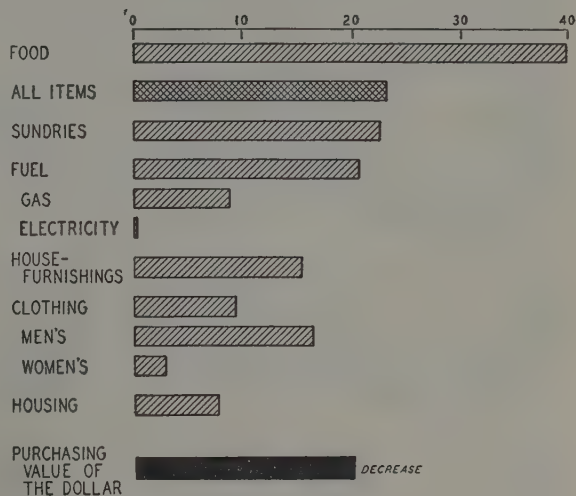 0 10 20 30 40
FOOD
ALL ITEMS
SUNDRIES
FUEL
GAS
ELECTRICITY
HOUSE-
FURNISHINGS
CLOTHING
MEN'S
WOMEN'S
HOUSING
PURCHASING
VALUE OF
THE DOLLAR
DECREASE